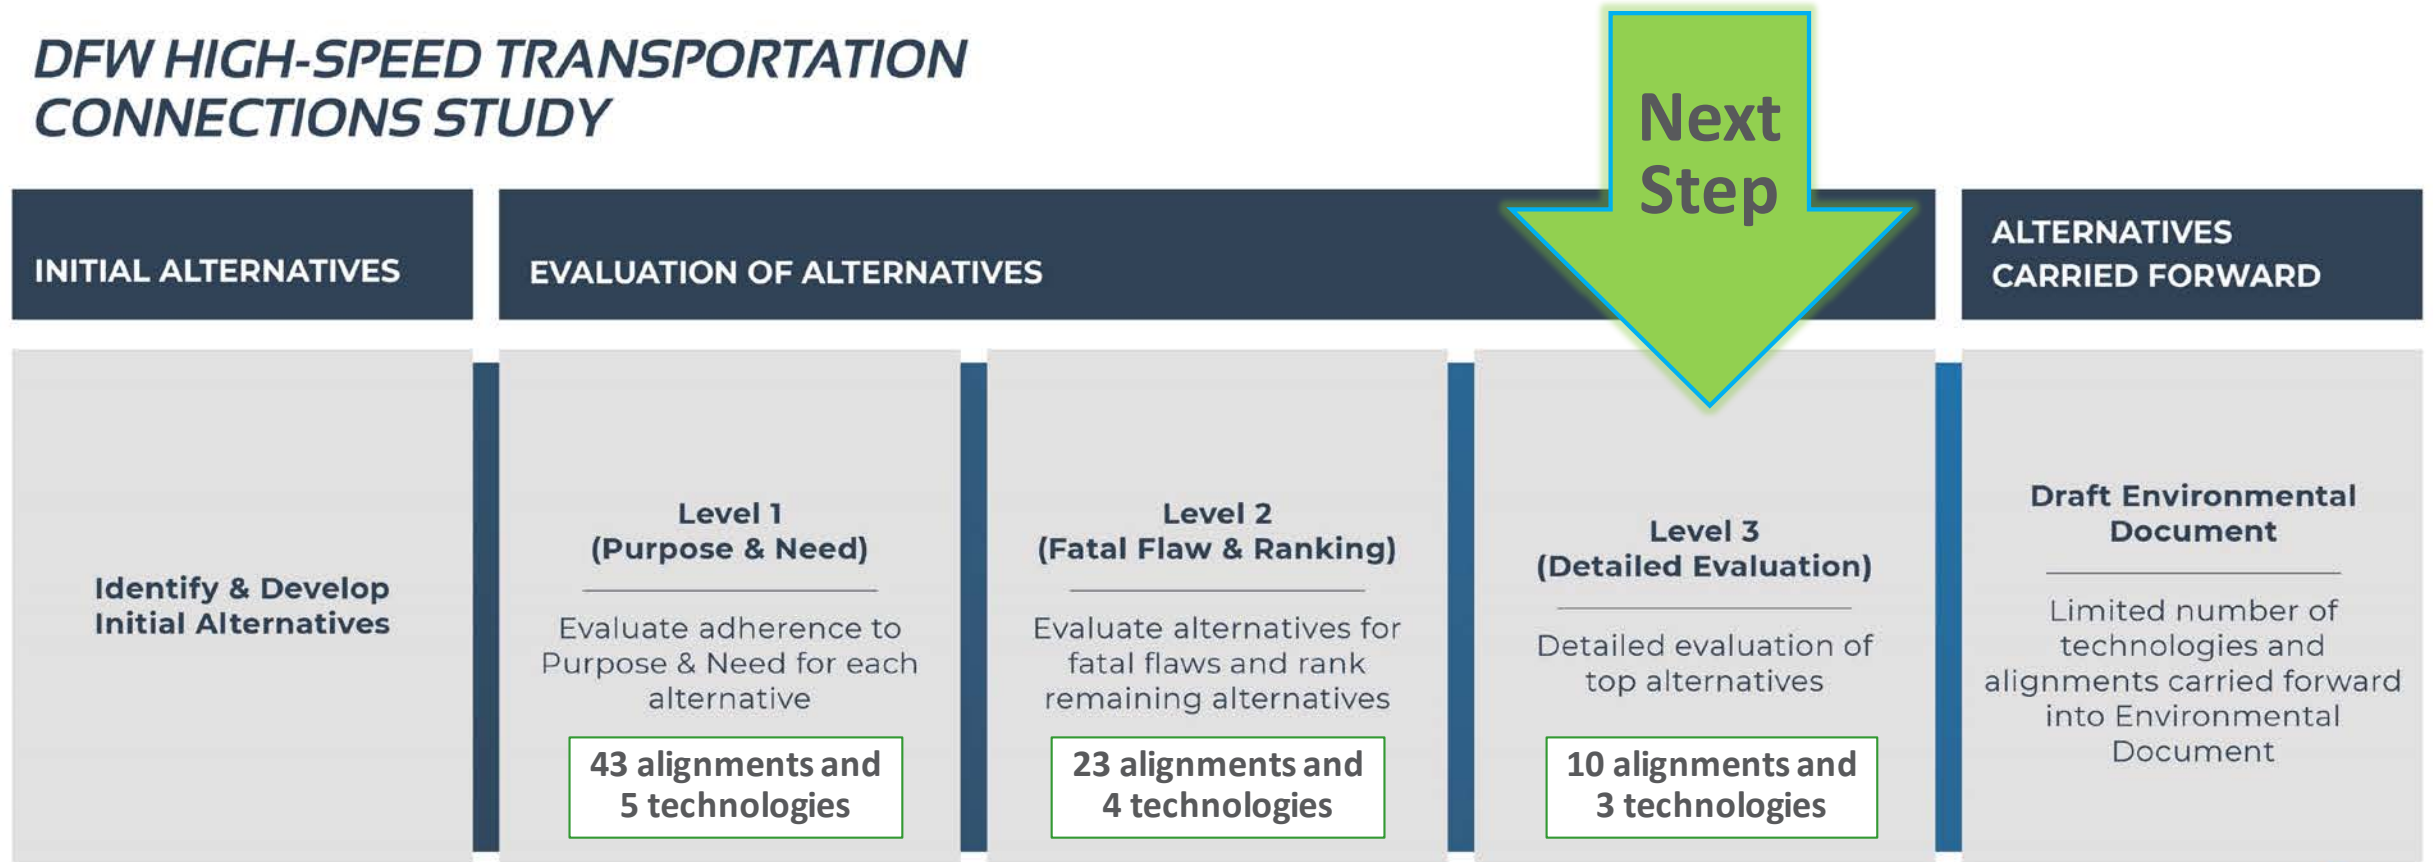 DFW HIGH-SPEED TRANSPORTATION
CONNECTIONS STUDY
Next
Step
INITIAL ALTERNATIVES
EVALUATION OF ALTERNATIVES
ALTERNATIVES
CARRIED FORWARD
Identify & Develop
Initial Alternatives
Level 1
(Purpose & Need)
Evaluate adherence to
Purpose & Need for each
alternative
43 alignments and
5 technologies
Level 2
(Fatal Flaw & Ranking)
Evaluate alternatives for
fatal flaws and rank
remaining alternatives
23 alignments and
4 technologies
Level 3
(Detailed Evaluation)
Detailed evaluation of
top alternatives
10 alignments and
3 technologies
Draft Environmental
Document
Limited number of
technologies and
alignments carried forward
into Environmental
Document